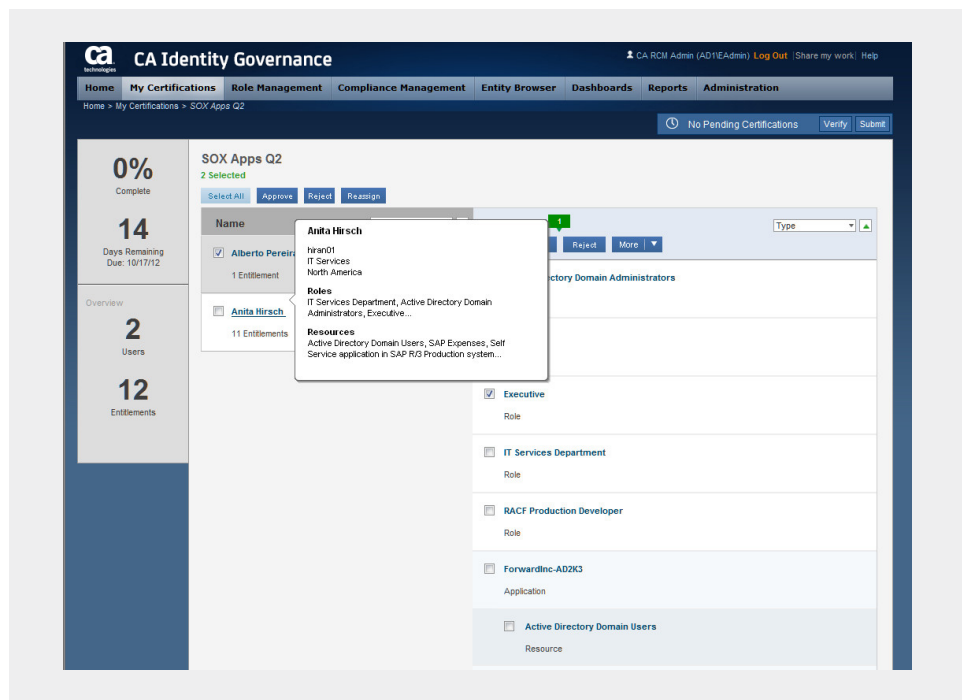 ca
technologies
CA Identity Governance
CA RCM Admin (AD1\EAdmin) Log Out | Share my work | Help
Home My Certifications Role Management Compliance Management Entity Browser Dashboards Reports Administration
Home > My Certifications > SOX Apps Q2
No Pending Certifications Verify Submit
0%
Complete
14
Days Remaining
Due: 10/17/12
Overview
2
Users
12
Entitlements
SOX Apps Q2
2 Selected
Select All Approve Reject Reassign
Name
Alberto Pereira
1 Entitlement
Anita Hirsch
11 Entitlements
Anita Hirsch
hiran01
IT Services
North America
Roles
IT Services Department, Active Directory Domain
Administrators, Executive...
Resources
Active Directory Domain Users, SAP Expenses, Self
Service application in SAP R/3 Production system...
1
Type
Reject More
Domain Administrators
Executive
Role
IT Services Department
Role
RACF Production Developer
Role
ForwardInc-AD2K3
Application
Active Directory Domain Users
Resource